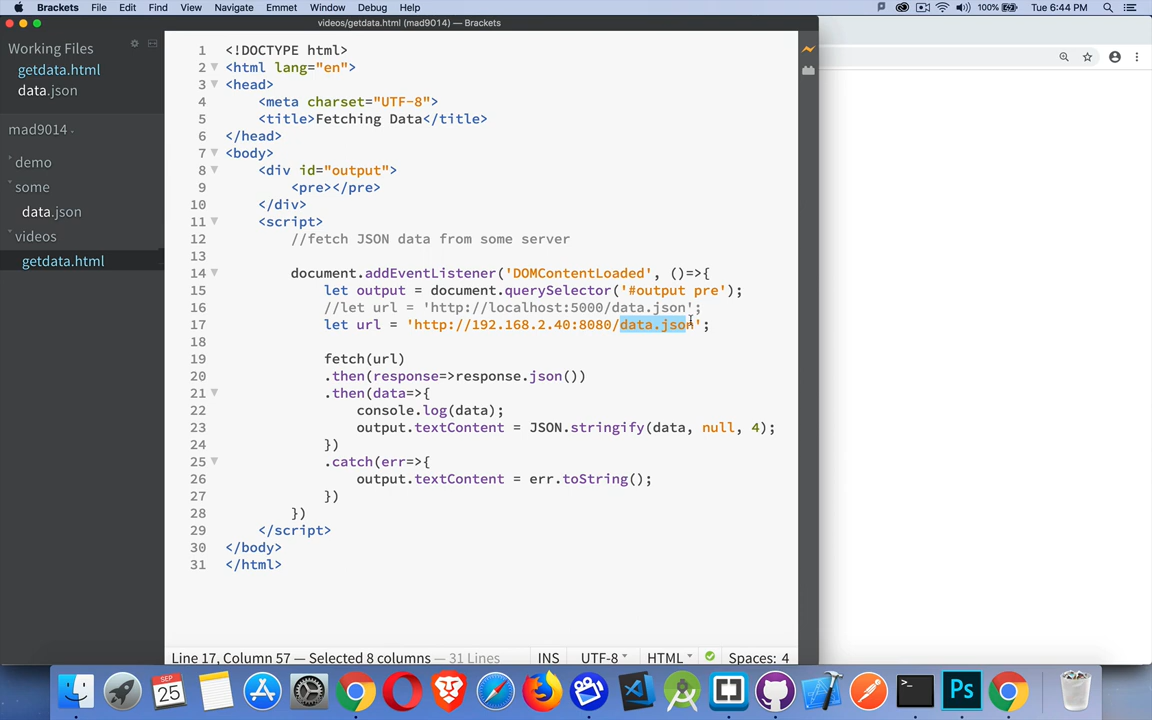 Brackets File Edit Find View Navigate Emmet Window Debug Help 100% Tue 6:44 PM
videos/getdata.html (mad9014) — Brackets
Working Files
getdata.html
data.json
mad9014
demo
some
data.json
videos
getdata.html
1 <!DOCTYPE html>
2 <html lang="en">
3 <head>
4 <meta charset="UTF-8">
5 <title>Fetching Data</title>
6 </head>
7 <body>
8 <div id="output">
9 <pre></pre>
10 </div>
11 <script>
12 //fetch JSON data from some server
13
14 document.addEventListener('DOMContentLoaded', ()=>{
15 let output = document.querySelector('#output pre');
16 //let url = 'http://localhost:5000/data.json';
17 let url = 'http://192.168.2.40:8080/data.json';
18
19 fetch(url)
20 .then(response=>response.json())
21 .then(data=>{
22 console.log(data);
23 output.textContent = JSON.stringify(data, null, 4);
24 })
25 .catch(err=>{
26 output.textContent = err.toString();
27 })
28 })
29 </script>
30 </body>
31 </html>
Line 17, Column 57 — Selected 8 columns — 31 Lines INS UTF-8 HTML Spaces: 4
SEP
25
>_
Ps